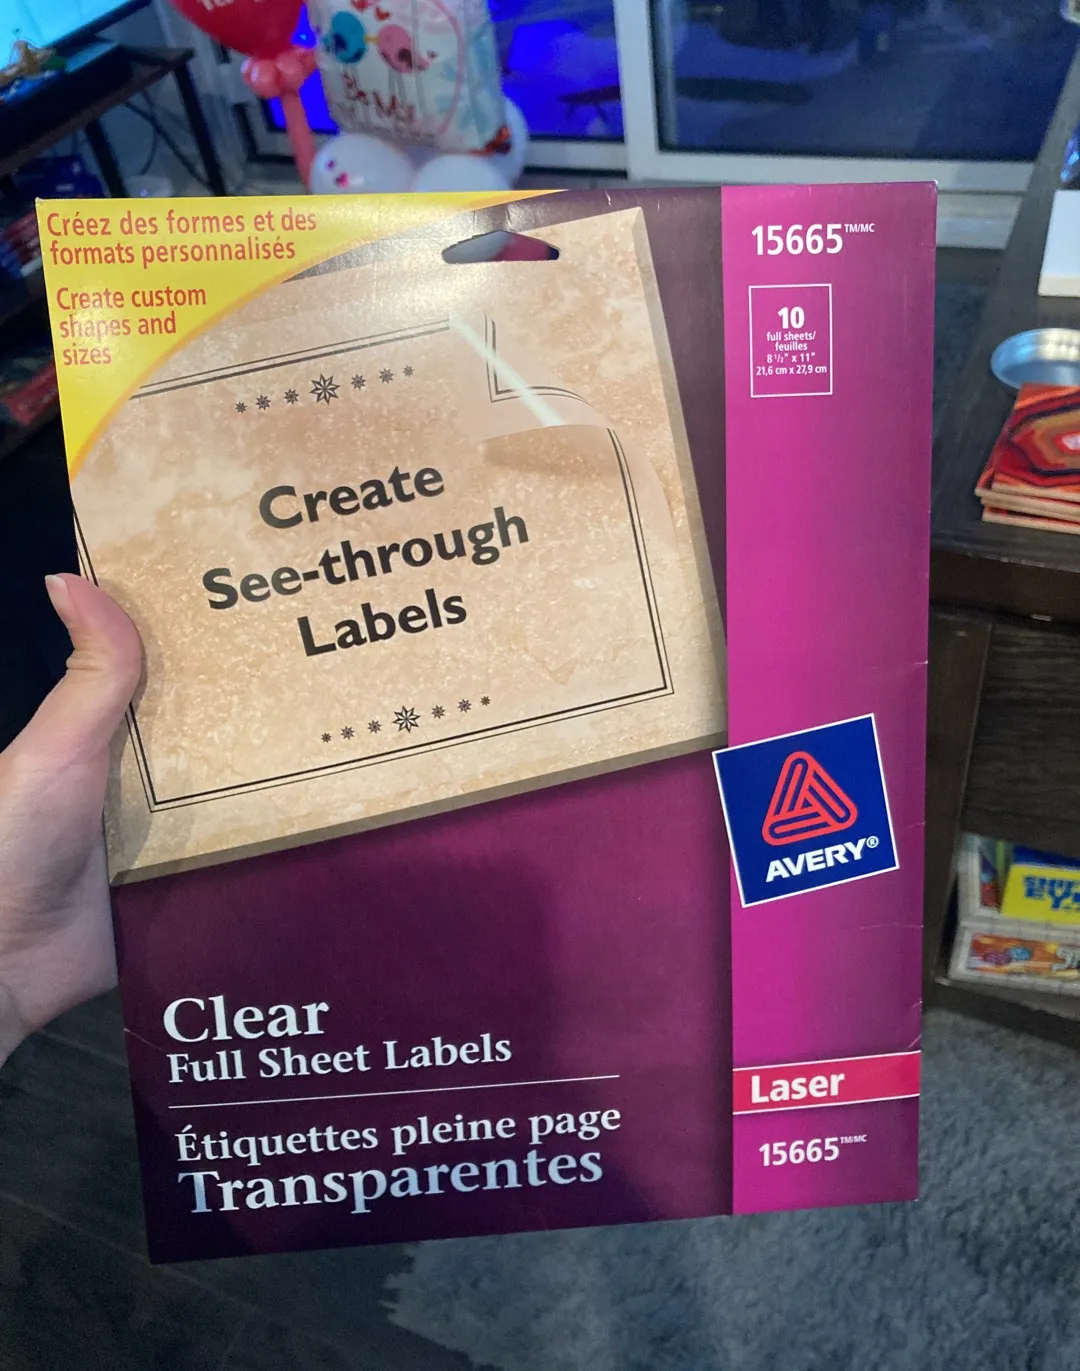 Créez des formes et des
formats personnalisés
Create custom
shapes and
sizes
15665™/MC
10
full sheets/
feuilles
8 1/2" x 11"
21,6 cm x 27,9 cm
Create
See-through
Labels
AVERY®
Clear
Full Sheet Labels
Étiquettes pleine page
Transparentes
Laser
15665™/MC